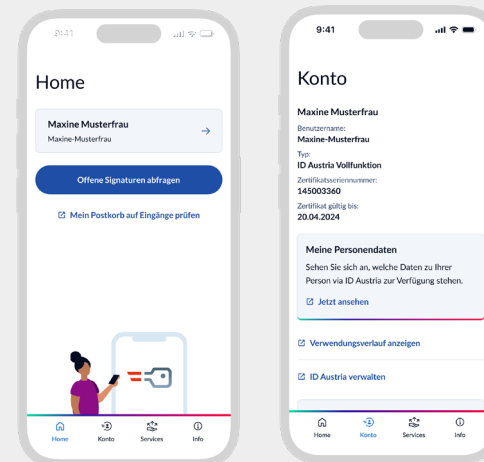 9:41
Home
Maxine Musterfrau
Maxine-Musterfrau
Offene Signaturen abfragen
Mein Postkorb auf Eingänge prüfen
Home Konto Services Info
9:41
Konto
Maxine Musterfrau
Benutzername:
Maxine-Musterfrau
Typ:
ID Austria Vollfunktion
Zertifikatsseriennummer:
145003360
Zertifikat gültig bis:
20.04.2024
Meine Personendaten
Sehen Sie sich an, welche Daten zu Ihrer
Person via ID Austria zur Verfügung stehen.
Jetzt ansehen
Verwendungsverlauf anzeigen
ID Austria verwalten
Home Konto Services Info